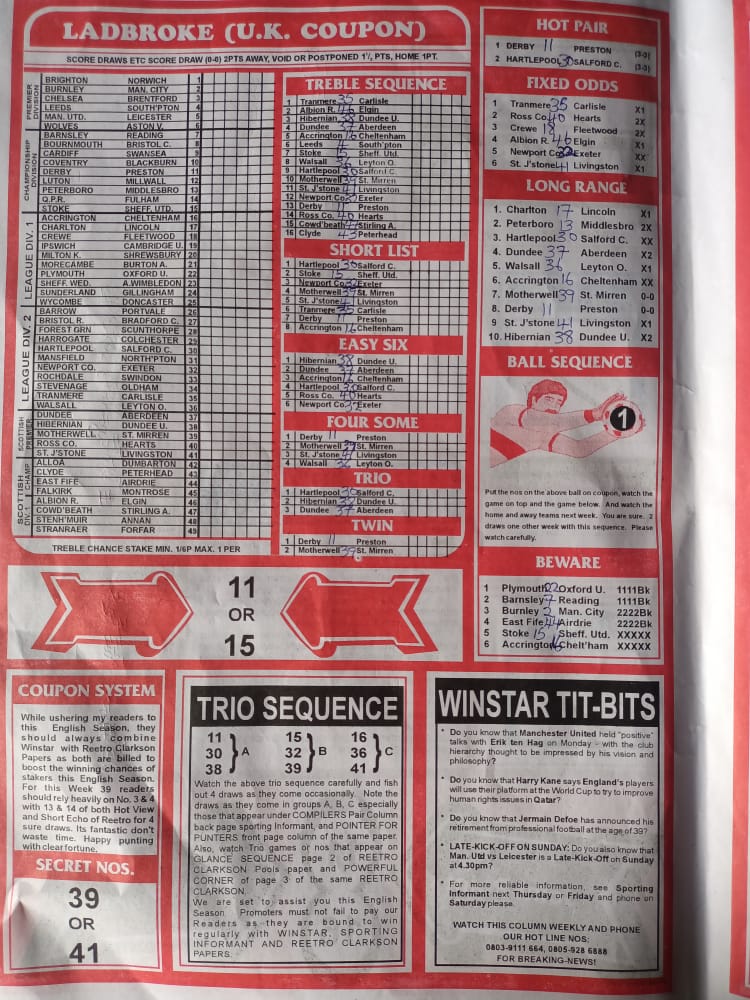 LADBROKE (U.K. COUPON)
SCORE DRAWS ETC SCORE DRAW (0-0) 2PTS AWAY, VOID OR POSTPONED 1½, PTS, HOME 1PT.
PREMIER DIVISION
BRIGHTON NORWICH 1
BURNLEY MAN. CITY 2
CHELSEA BRENTFORD 3
LEEDS SOUTH'PTON 4
MAN. UTD. LEICESTER 5
WOLVES ASTON V. 6
CHAMPIONSHIP DIVISION
BARNSLEY READING 7
BOURNMOUTH BRISTOL C. 8
CARDIFF SWANSEA 9
COVENTRY BLACKBURN 10
DERBY PRESTON 11
LUTON MILLWALL 12
PETERBORO MIDDLESBRO 13
Q.P.R. FULHAM 14
STOKE SHEFF. UTD. 15
LEAGUE DIV. 1
ACCRINGTON CHELTENHAM 16
CHARLTON LINCOLN 17
CREWE FLEETWOOD 18
IPSWICH CAMBRIDGE U. 19
MILTON K. SHREWSBURY 20
MORECAMBE BURTON A. 21
PLYMOUTH OXFORD U. 22
SHEFF. WED. A.WIMBLEDON 23
SUNDERLAND GILLINGHAM 24
WYCOMBE DONCASTER 25
LEAGUE DIV. 2
BARROW PORTVALE 26
BRISTOL R. BRADFORD C. 27
FOREST GRN SCUNTHORPE 28
HARROGATE COLCHESTER 29
HARTLEPOOL SALFORD C. 30
MANSFIELD NORTH'PTON 31
NEWPORT CO. EXETER 32
ROCHDALE SWINDON 33
STEVENAGE OLDHAM 34
TRANMERE CARLISLE 35
WALSALL LEYTON O. 36
SCOTTISH PREMIER
DUNDEE ABERDEEN 37
HIBERNIAN DUNDEE U. 38
MOTHERWELL ST. MIRREN 39
ROSS CO. HEARTS 40
ST. J'STONE LIVINGSTON 41
SCOTTISH CHAMP
ALLOA DUMBARTON 42
CLYDE PETERHEAD 43
EAST FIFE AIRDRIE 44
FALKIRK MONTROSE 45
ALBION R. ELGIN 46
COWD'BEATH STIRLING A. 47
STENH'MUIR ANNAN 48
STRANRAER FORFAR 49
TREBLE CHANCE STAKE MIN. 1/6P MAX. 1 PER
TREBLE SEQUENCE
1 Tranmere 35 Carlisle
2 Albion R. 46 Elgin
3 Hibernian 38 Dundee U.
4 Dundee 37 Aberdeen
5 Accrington 16 Cheltenham
6 Leeds 4 South'pton
7 Stoke 15 Sheff. Utd.
8 Walsall 36 Leyton O.
9 Hartlepool 30 Salford C.
10 Motherwell 39 St. Mirren
11 St. J'stone 41 Livingston
12 Newport Co. 32 Exeter
13 Derby 11 Preston
14 Ross Co. 40 Hearts
15 Cowd'beath 47 Stirling A.
16 Clyde 43 Peterhead
SHORT LIST
1 Hartlepool 30 Salford C.
2 Stoke 15 Sheff. Utd.
3 Newport Co. 32 Exeter
4 Motherwell 39 St. Mirren
5 St. J'stone 41 Livingston
6 Tranmere 35 Carlisle
7 Derby 11 Preston
8 Accrington 16 Cheltenham
EASY SIX
1 Hibernian 38 Dundee U.
2 Dundee 37 Aberdeen
3 Accrington 16 Cheltenham
4 Hartlepool 30 Salford C.
5 Ross Co. 40 Hearts
6 Newport Co. 32 Exeter
FOUR SOME
1 Derby 11 Preston
2 Motherwell 39 St. Mirren
3 St. J'stone 41 Livingston
4 Walsall 36 Leyton O.
TRIO
1 Hartlepool 30 Salford C.
2 Hibernian 38 Dundee U.
3 Dundee 37 Aberdeen
TWIN
1 Derby 11 Preston
2 Motherwell 39 St. Mirren
HOT PAIR
1 DERBY 11 PRESTON (3-3)
2 HARTLEPOOL 30 SALFORD C. (3-3)
FIXED ODDS
1 Tranmere 35 Carlisle X1
2 Ross Co. 40 Hearts 2X
3 Crewe 18 Fleetwood 2X
4 Albion R. 46 Elgin X1
5 Newport Co. 32 Exeter XX
6 St. J'stone 41 Livingston X1
LONG RANGE
1. Charlton 17 Lincoln X1
2. Peterboro 13 Middlesbro 2X
3. Hartlepool 30 Salford C. XX
4. Dundee 37 Aberdeen X2
5. Walsall 36 Leyton O. X1
6. Accrington 16 Cheltenham XX
7. Motherwell 39 St. Mirren 0-0
8. Derby 11 Preston 0-0
9 St. J'stone 41 Livingston X1
10. Hibernian 38 Dundee U. X2
BALL SEQUENCE
1
Put the nos on the above ball on coupon, watch the
game on top and the game below. And watch the
home and away teams next week. You are sure. 2
draws one other week with this sequence. Please
watch carefully.
BEWARE
1 Plymouth 22 Oxford U. 1111Bk
2 Barnsley 7 Reading 1111Bk
3 Burnley 2 Man. City 2222Bk
4 East Fife 44 Airdrie 2222Bk
5 Stoke 15 Sheff. Utd. XXXXX
6 Accrington 16 Chelt'ham XXXXX
11
OR
15
COUPON SYSTEM
While ushering my readers to
this English Season, they
should always combine
Winstar with Reetro Clarkson
Papers as both are billed to
boost the winning chances of
stakers this English Season.
For this Week 39 readers
should rely heavily on No. 3 & 4
with 13 & 14 of both Hot View
and Short Echo of Reetro for 4
sure draws. Its fantastic don't
waste time. Happy punting
with clear fortune.
SECRET NOS.
39
OR
41
TRIO SEQUENCE
11 15 16
30 A 32 B 36 C
38 39 41
Watch the above trio sequence carefully and fish
out 4 draws as they come occasionally. Note the
draws as they come in groups A, B, C especially
those that appear under COMPILERS Pair Column
back page sporting Informant, and POINTER FOR
PUNTERS front page column of the same paper.
Also, watch Trio games or nos that appear on
GLANCE SEQUENCE page 2 of REETRO
CLARKSON Pools paper and POWERFUL
CORNER of page 3 of the same REETRO
CLARKSON.
We are set to assist you this English
Season. Promoters must not fail to pay our
Readers as they are bound to win
regularly with WINSTAR, SPORTING
INFORMANT AND REETRO CLARKSON
PAPERS.
WINSTAR TIT-BITS
* Do you know that Manchester United held "positive"
talks with Erik ten Hag on Monday - with the club
hierarchy thought to be impressed by his vision and
philosophy?
* Do you know that Harry Kane says England's players
will use their platform at the World Cup to try to improve
human rights issues in Qatar?
* Do you know that Jermain Defoe has announced his
retirement from professional football at the age of 39?
* LATE-KICK-OFF ON SUNDAY: Do you also know that
Man. Utd vs Leicester is a Late-Kick-Off on Sunday
at 4.30pm?
* For more reliable information, see Sporting
Informant next Thursday or Friday and phone on
Saturday please.
WATCH THIS COLUMN WEEKLY AND PHONE
OUR HOT LINE NOS:
0803-9111 664, 0805-928 6888
FOR BREAKING-NEWS!